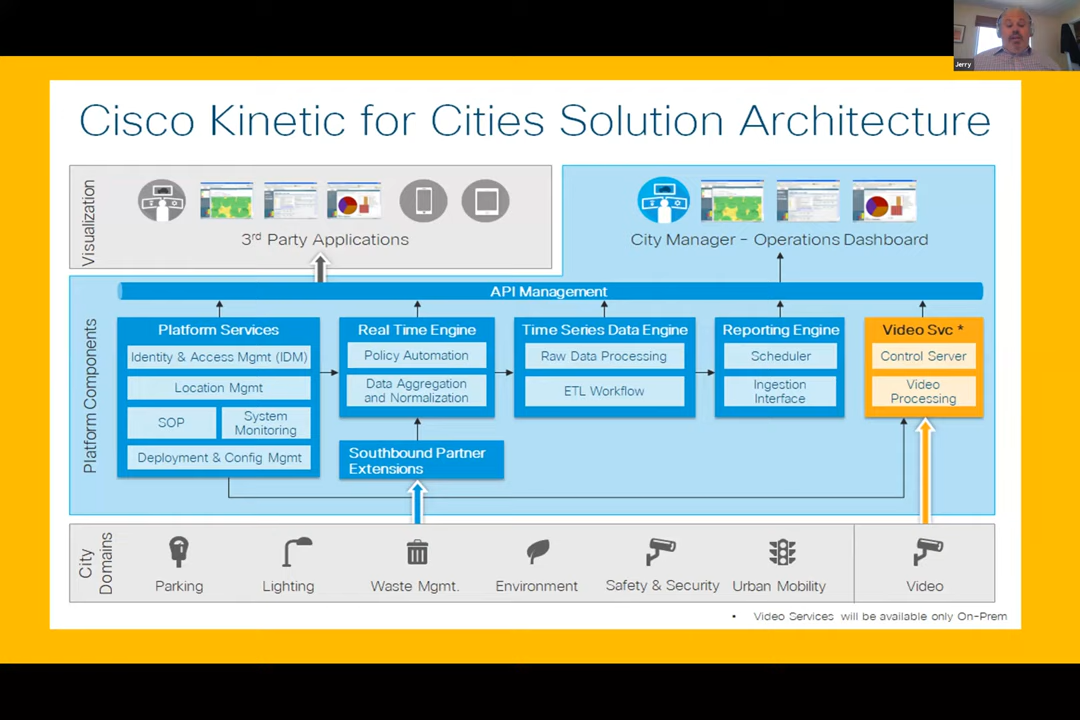 Jerry
Cisco Kinetic for Cities Solution Architecture
Visualization
3rd Party Applications
City Manager – Operations Dashboard
Platform Components
API Management
Platform Services
Identity & Access Mgmt (IDM)
Location Mgmt
SOP
System
Monitoring
Deployment & Config Mgmt
Real Time Engine
Policy Automation
Data Aggregation
and Normalization
Southbound Partner
Extensions
Time Series Data Engine
Raw Data Processing
ETL Workflow
Reporting Engine
Scheduler
Ingestion
Interface
Video Svc *
Control Server
Video
Processing
City
Domains
Parking
Lighting
Waste Mgmt.
Environment
Safety & Security
Urban Mobility
Video
• Video Services will be available only On-Prem